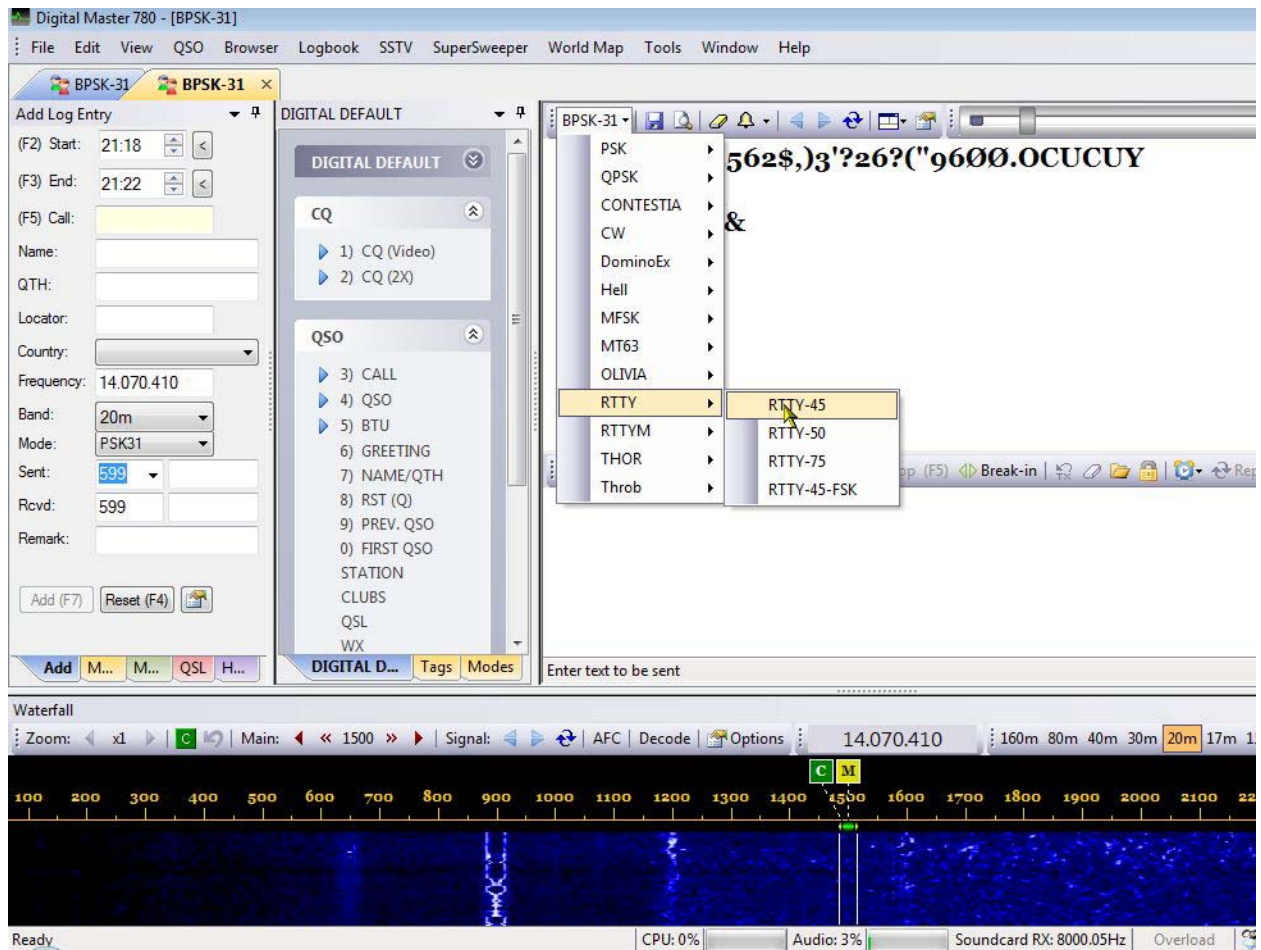 Digital Master 780 - [BPSK-31]
File Edit View QSO Browser Logbook SSTV SuperSweeper World Map Tools Window Help
BPSK-31 BPSK-31 ×
Add Log Entry
(F2) Start: 21:18 <
(F3) End: 21:22 <
(F5) Call:
Name:
QTH:
Locator:
Country:
Frequency: 14.070.410
Band: 20m
Mode: PSK31
Sent: 599
Rcvd: 599
Remark:
Add (F7) Reset (F4)
Add M... M... QSL H...
DIGITAL DEFAULT
DIGITAL DEFAULT
CQ
1) CQ (Video)
2) CQ (2X)
QSO
3) CALL
4) QSO
5) BTU
6) GREETING
7) NAME/QTH
8) RST (Q)
9) PREV. QSO
0) FIRST QSO
STATION
CLUBS
QSL
WX
DIGITAL D... Tags Modes
BPSK-31
562$,)3'?26?("96ØØ.OCUCUY
&
PSK
QPSK
CONTESTIA
CW
DominoEx
Hell
MFSK
MT63
OLIVIA
RTTY
RTTYM
THOR
Throb
RTTY-45
RTTY-50
RTTY-75
RTTY-45-FSK
(F5) Break-in
Enter text to be sent
Waterfall
Zoom: x1 C Main: 1500 Signal: AFC Decode Options 14.070.410 160m 80m 40m 30m 20m 17m
C M
100 200 300 400 500 600 700 800 900 1000 1100 1200 1300 1400 1500 1600 1700 1800 1900 2000 2100
Ready CPU: 0% Audio: 3% Soundcard RX: 8000.05Hz Overload